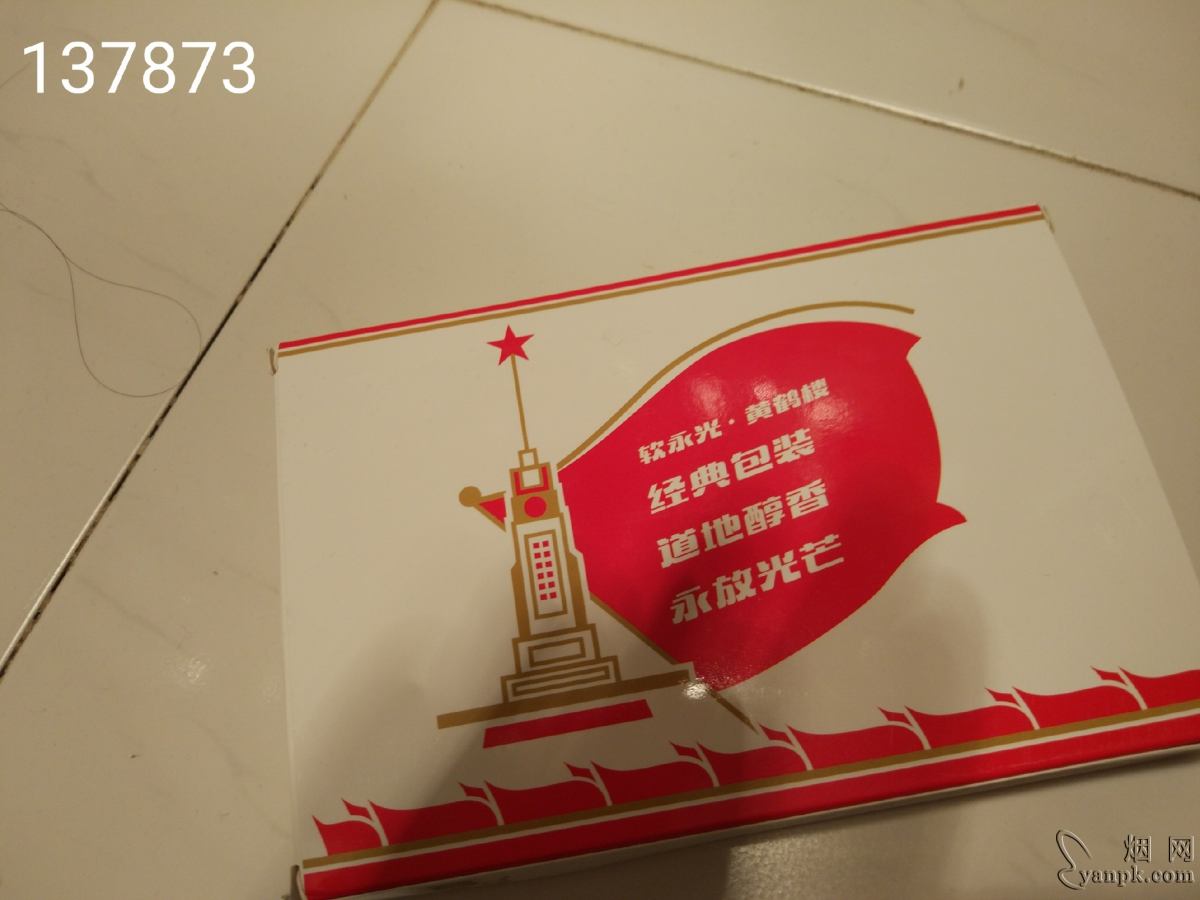 137873
软永光·黄鹤楼
经典包装
道地醇香
永放光芒
烟网
yanpk.com